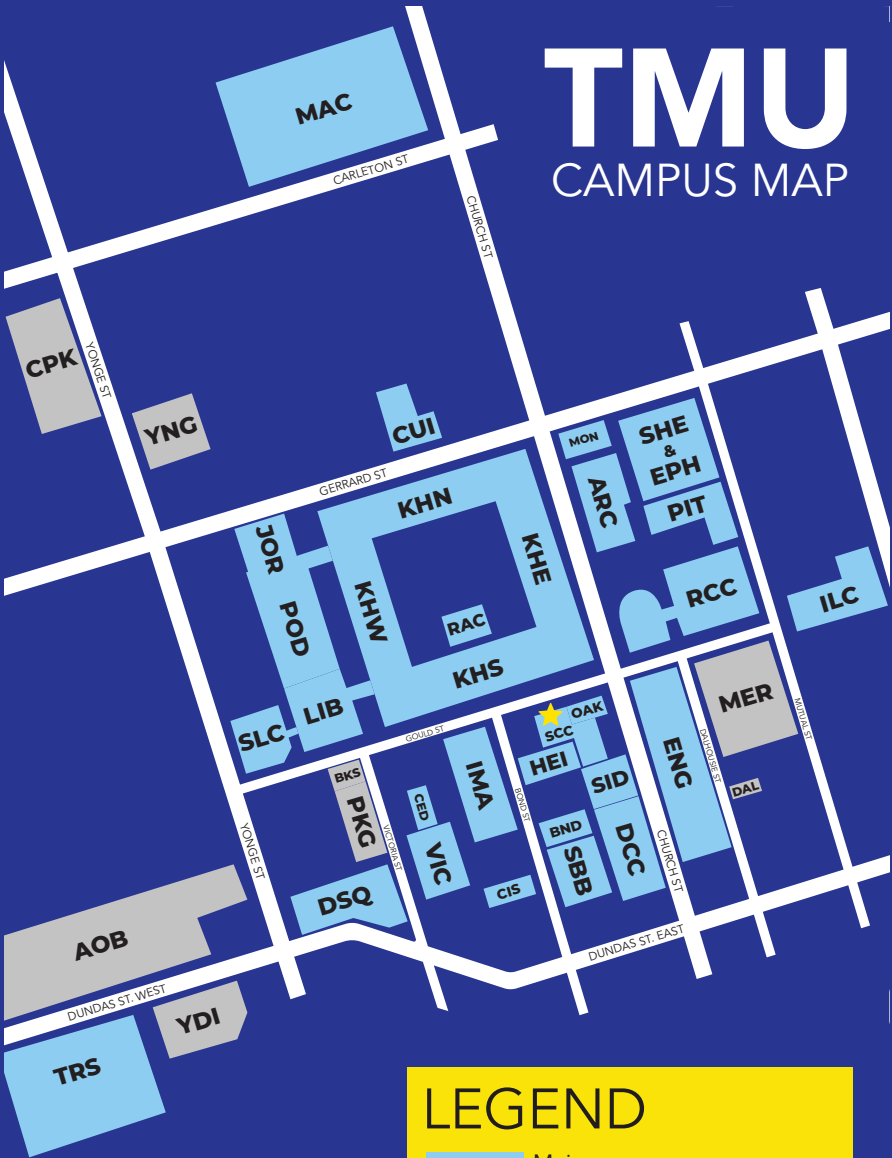 TMU
CAMPUS MAP
MAC
CARLETON ST
CHURCH ST
CPK
YONGE ST
YNG
CUI
GERRARD ST
MON
SHE
&
EPH
ARC
PIT
KHN
JOR
KHE
KHW
POD
RAC
RCC
ILC
KHS
LIB
SLC
GOULD ST
OAK
SCC
HEI
SID
ENG
MER
MUTUAL ST
DALHOUSIE ST
DAL
BKS
PKG
CED
IMA
BOND ST
BND
SBB
DCC
CHURCH ST
YONGE ST
VICTORIA ST
VIC
CIS
DSQ
AOB
DUNDAS ST. EAST
DUNDAS ST. WEST
YDI
TRS
LEGEND